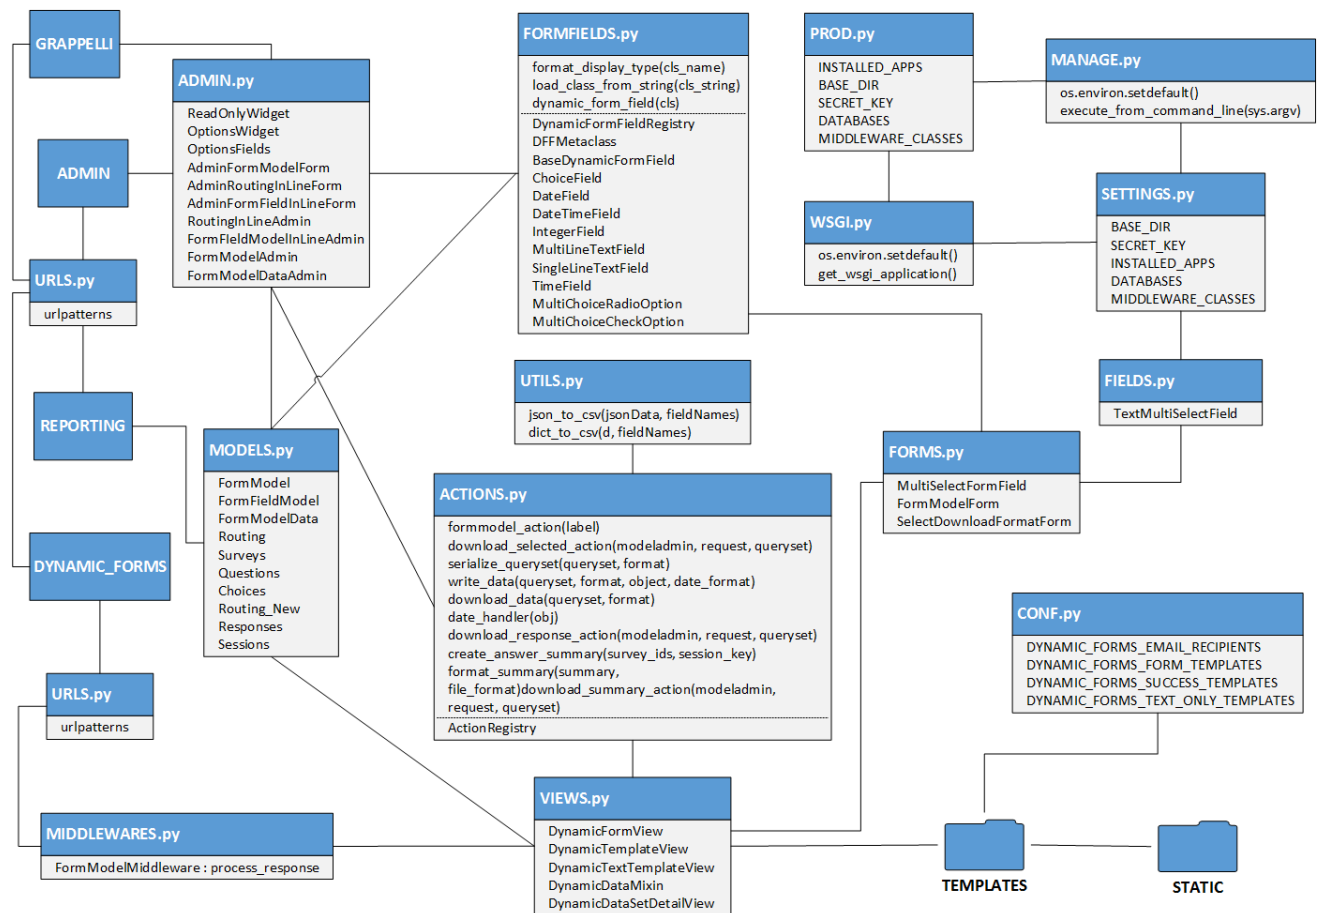 GRAPPELLI
ADMIN.py
ReadOnlyWidget
OptionsWidget
OptionsFields
AdminFormModelForm
AdminRoutingInLineForm
AdminFormFieldInLineForm
RoutingInLineAdmin
FormFIeldModelInLineAdmin
FormModelAdmin
FormModelDataAdmin
ADMIN
URLS.py
urlpatterns
REPORTING
DYNAMIC_FORMS
URLS.py
urlpatterns
MIDDLEWARES.py
FormModelMiddleware : process_response
MODELS.py
FormModel
FormFieldModel
FormModelData
Routing
Surveys
Questions
Choices
Routing_New
Responses
Sessions
FORMFIELDS.py
format_display_type(cls_name)
load_class_from_string(cls_string)
dynamic_form_field(cls)
DynamicFormFieldRegistry
DFFMetaclass
BaseDynamicFormField
ChoiceField
DateField
DateTimeField
IntegerField
MultiLineTextField
SingleLineTextField
TimeField
MultiChoiceRadioOption
MultiChoiceCheckOption
UTILS.py
json_to_csv(jsonData, fieldNames)
dict_to_csv(d, fieldNames)
ACTIONS.py
formmodel_action(label)
download_selected_action(modeladmin, request, queryset)
serialize_queryset(queryset, format)
write_data(queryset, format, object, date_format)
download_data(queryset, format)
date_handler(obj)
download_response_action(modeladmin, request, queryset)
create_answer_summary(survey_ids, session_key)
format_summary(summary,
file_format)download_summary_action(modeladmin,
request, queryset)
ActionRegistry
VIEWS.py
DynamicFormView
DynamicTemplateView
DynamicTextTemplateView
DynamicDataMixin
DynamicDataSetDetailView
PROD.py
INSTALLED_APPS
BASE_DIR
SECRET_KEY
DATABASES
MIDDLEWARE_CLASSES
WSGI.py
os.environ.setdefault()
get_wsgi_application()
MANAGE.py
os.environ.setdefault()
execute_from_command_line(sys.argv)
SETTINGS.py
BASE_DIR
SECRET_KEY
INSTALLED_APPS
DATABASES
MIDDLEWARE_CLASSES
FIELDS.py
TextMultiSelectField
FORMS.py
MultiSelectFormField
FormModelForm
SelectDownloadFormatForm
CONF.py
DYNAMIC_FORMS_EMAIL_RECIPIENTS
DYNAMIC_FORMS_FORM_TEMPLATES
DYNAMIC_FORMS_SUCCESS_TEMPLATES
DYNAMIC_FORMS_TEXT_ONLY_TEMPLATES
TEMPLATES
STATIC